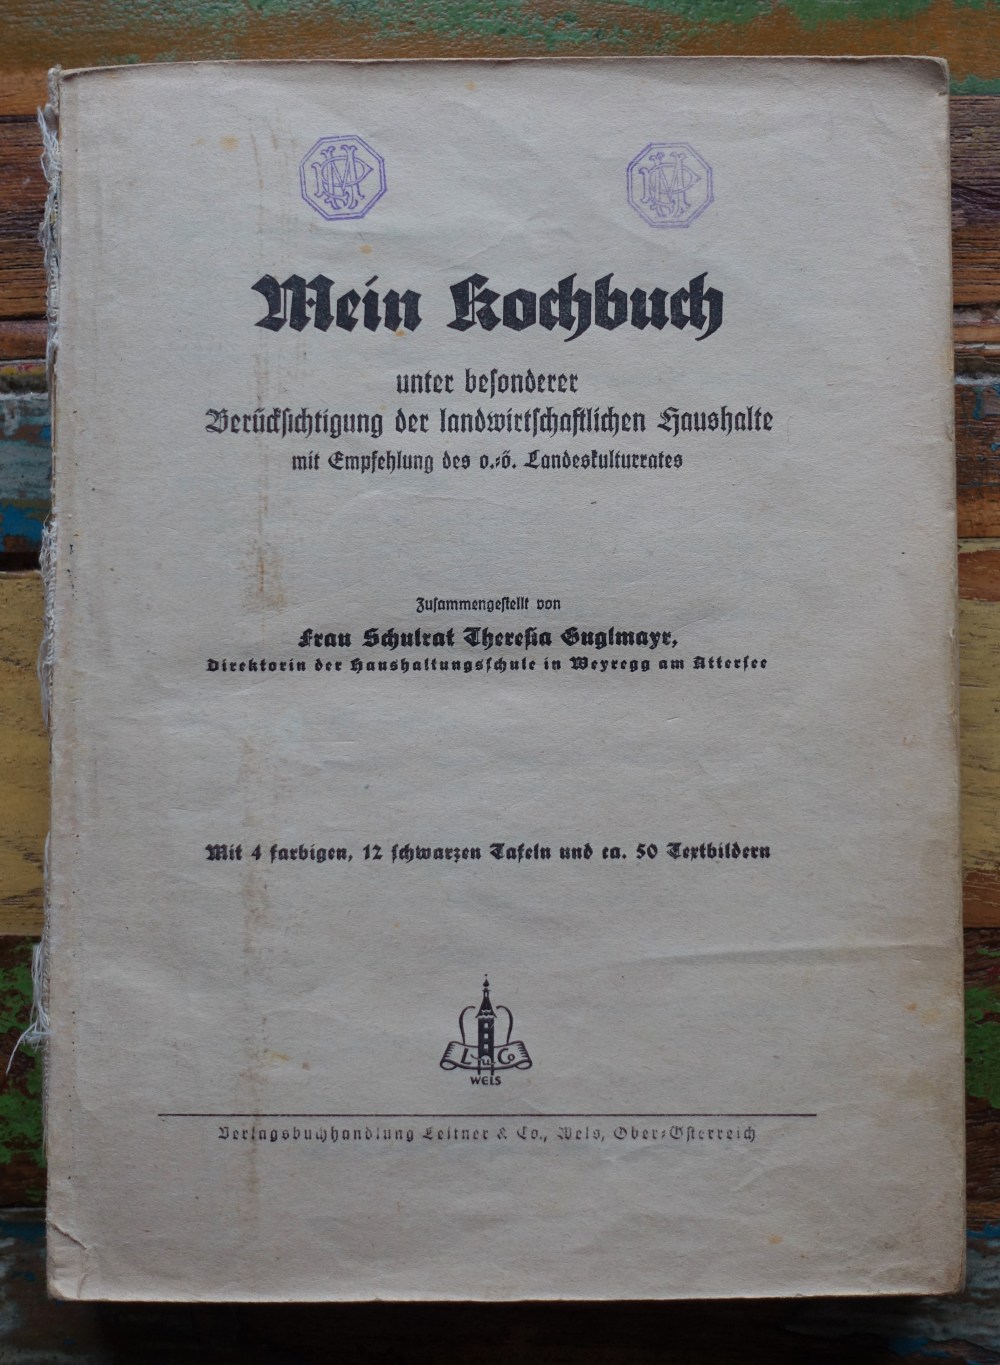 Mein Kochbuch
unter besonderer
Berücksichtigung der landwirtschaftlichen Haushalte
mit Empfehlung des o.=ö. Landeskulturrates
Zusammengestellt von
Frau Schulrat Theresia Guglmayr,
Direktorin der Haushaltungsschule in Weyregg am Attersee
Mit 4 farbigen, 12 schwarzen Tafeln und ca. 50 Textbildern
L u Co
WELS
Verlagsbuchhandlung Leitner & Co., Wels, Ober=Österreich